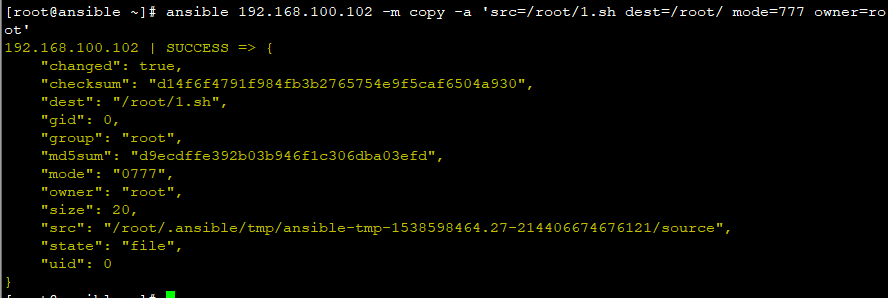 [root@ansible ~]# ansible 192.168.100.102 -m copy -a 'src=/root/1.sh dest=/root/ mode=777 owner=ro
ot'
192.168.100.102 | SUCCESS => {
    "changed": true,
    "checksum": "d14f6f4791f984fb3b2765754e9f5caf6504a930",
    "dest": "/root/1.sh",
    "gid": 0,
    "group": "root",
    "md5sum": "d9ecdffe392b03b946f1c306dba03efd",
    "mode": "0777",
    "owner": "root",
    "size": 20,
    "src": "/root/.ansible/tmp/ansible-tmp-1538598464.27-214406674676121/source",
    "state": "file",
    "uid": 0
}
[root@ansible ~]#